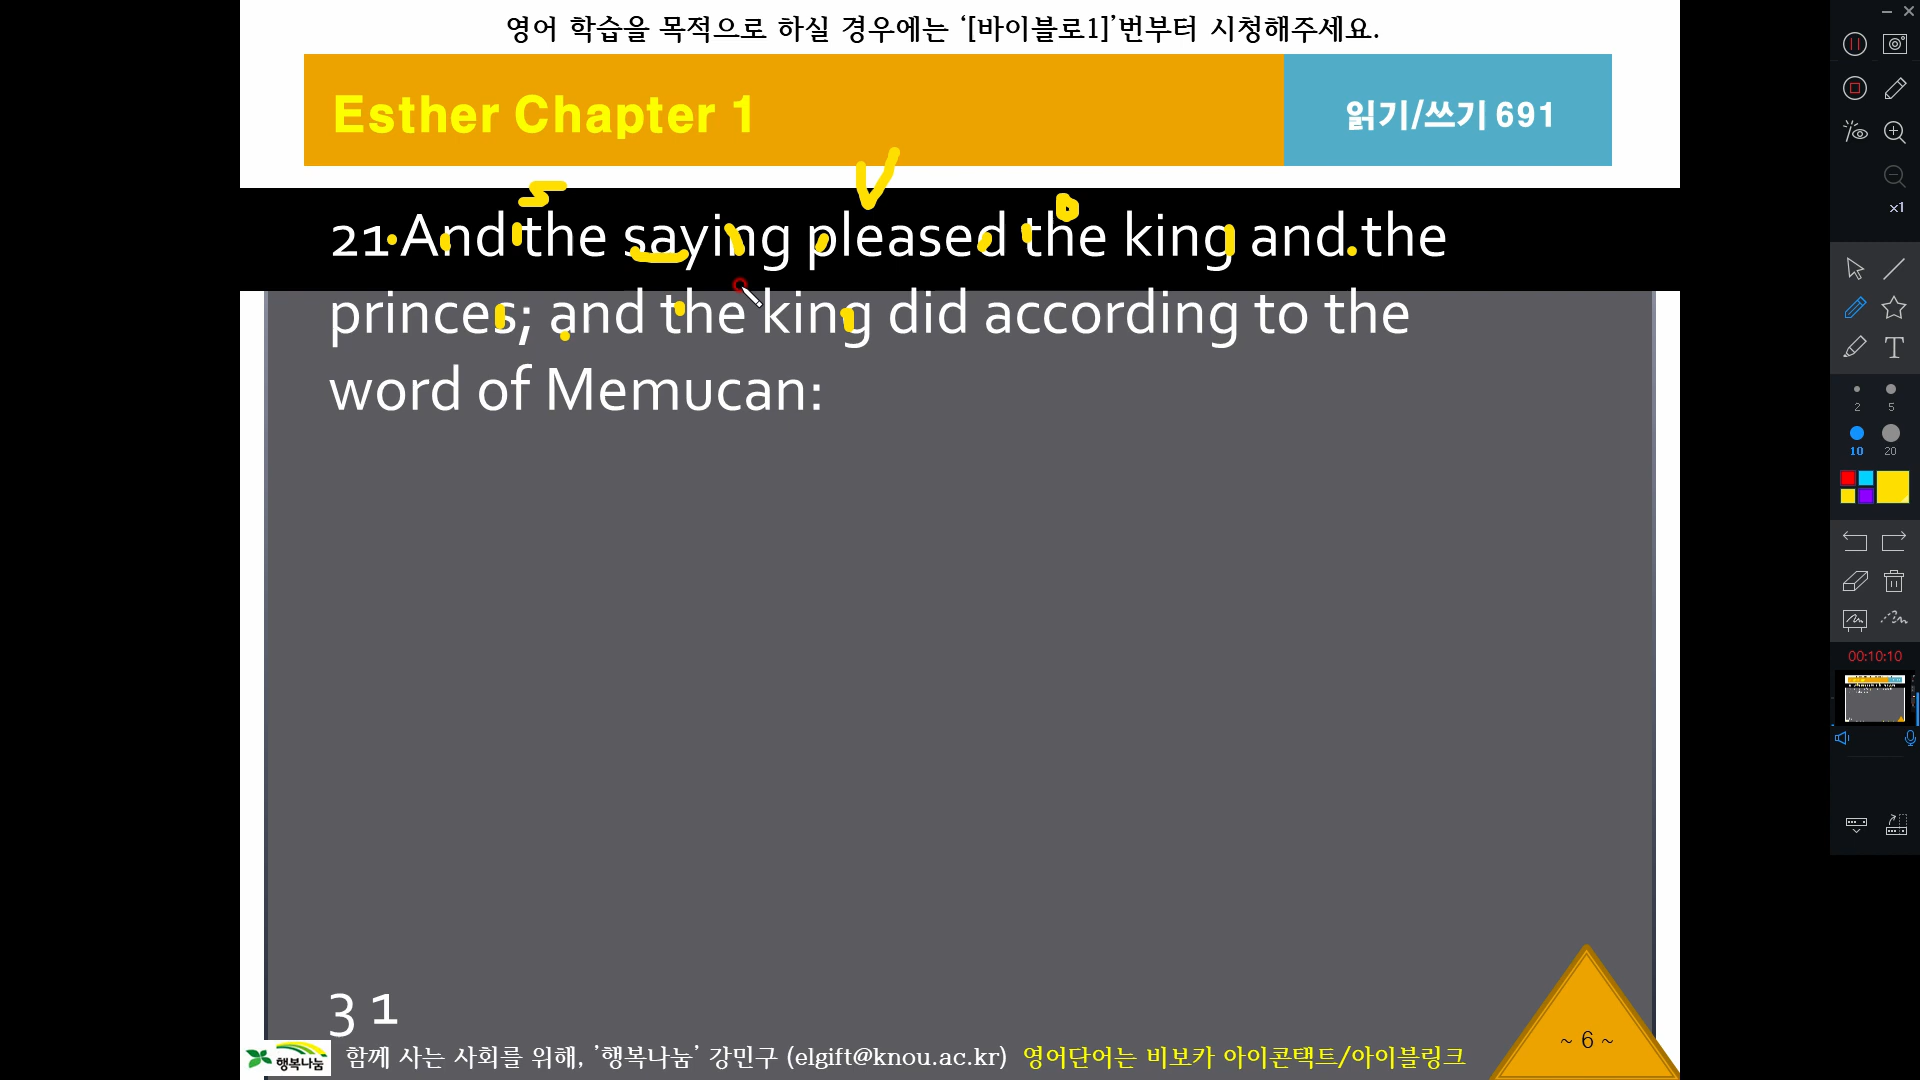 영어 학습을 목적으로 하실 경우에는 ‘[바이블로1]’번부터 시청해주세요.
Esther Chapter 1
읽기/쓰기 691
21 And the saying pleased the king and the
princes; and the king did according to the
word of Memucan:
3 1
~ 6 ~
행복나눔
함께 사는 사회를 위해, ’행복나눔’ 강민구 (elgift@knou.ac.kr) 영어단어는 비보카 아이콘택트/아이블링크
x1
T
2 5
10 20
00:10:10